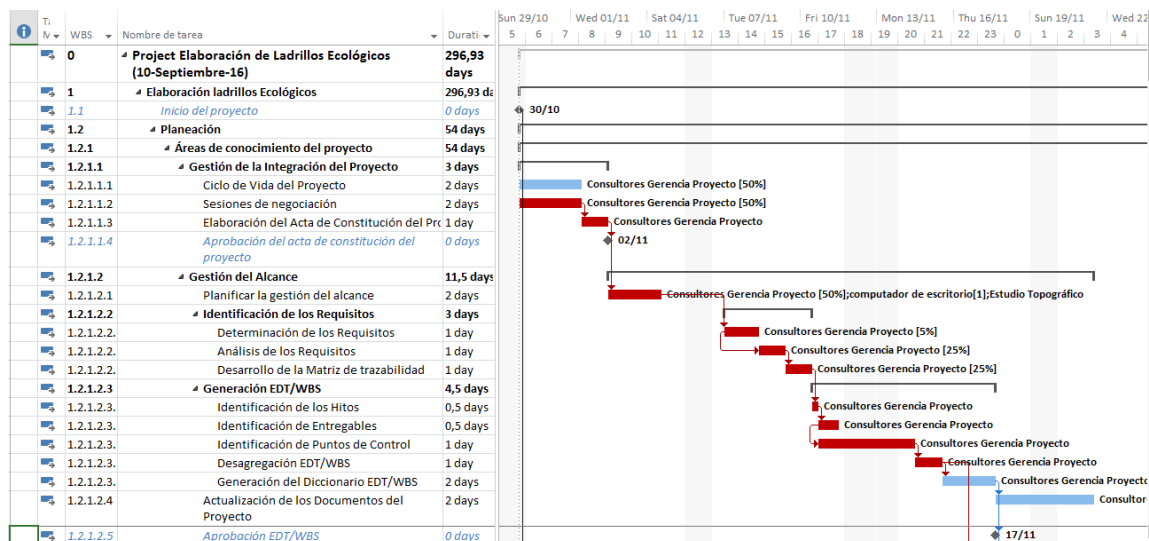 Sun 29/10 Wed 01/11 Sat 04/11 Tue 07/11 Fri 10/11 Mon 13/11 Thu 16/11 Sun 19/11 Wed 22
WBS Nombre de tarea Durati
5 6 7 8 9 10 11 12 13 14 15 16 17 18 19 20 21 22 23 0 1 2 3 4
0 Project Elaboración de Ladrillos Ecológicos 296,93
(10-Septiembre-16) days
1 Elaboración ladrillos Ecológicos 296,93 da
1.1 Inicio del proyecto 0 days 30/10
1.2 Planeación 54 days
1.2.1 Áreas de conocimiento del proyecto 54 days
1.2.1.1 Gestión de la Integración del Proyecto 3 days
1.2.1.1.1 Ciclo de Vida del Proyecto 2 days Consultores Gerencia Proyecto [50%]
1.2.1.1.2 Sesiones de negociación 2 days Consultores Gerencia Proyecto [50%]
1.2.1.1.3 Elaboración del Acta de Constitución del Pro 1 day Consultores Gerencia Proyecto
1.2.1.1.4 Aprobación del acta de constitución del 0 days 02/11
proyecto
1.2.1.2 Gestión del Alcance 11,5 days
1.2.1.2.1 Planificar la gestión del alcance 2 days Consultores Gerencia Proyecto [50%];computador de escritorio[1];Estudio Topográfico
1.2.1.2.2 Identificación de los Requisitos 3 days
1.2.1.2.2. Determinación de los Requisitos 1 day Consultores Gerencia Proyecto [5%]
1.2.1.2.2. Análisis de los Requisitos 1 day Consultores Gerencia Proyecto [25%]
1.2.1.2.2. Desarrollo de la Matriz de trazabilidad 1 day Consultores Gerencia Proyecto [25%]
1.2.1.2.3 Generación EDT/WBS 4,5 days
1.2.1.2.3. Identificación de los Hitos 0,5 days Consultores Gerencia Proyecto
1.2.1.2.3. Identificación de Entregables 0,5 days Consultores Gerencia Proyecto
1.2.1.2.3. Identificación de Puntos de Control 1 day Consultores Gerencia Proyecto
1.2.1.2.3. Desagregación EDT/WBS 1 day Consultores Gerencia Proyecto
1.2.1.2.3. Generación del Diccionario EDT/WBS 2 days Consultores Gerencia Proyecto
1.2.1.2.4 Actualización de los Documentos del 2 days Consultor
Proyecto
1.2.1.2.5 Aprobación EDT/WBS 0 days 17/11